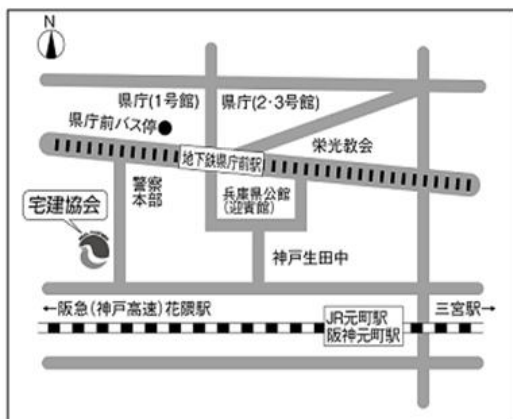 N
県庁(1号館)
県庁(2・3号館)
県庁前バス停
地下鉄県庁前駅
栄光教会
警察
本部
兵庫県公館
(迎賓館)
宅建協会
神戸生田中
←阪急(神戸高速)花隈駅
三宮駅→
JR元町駅
阪神元町駅